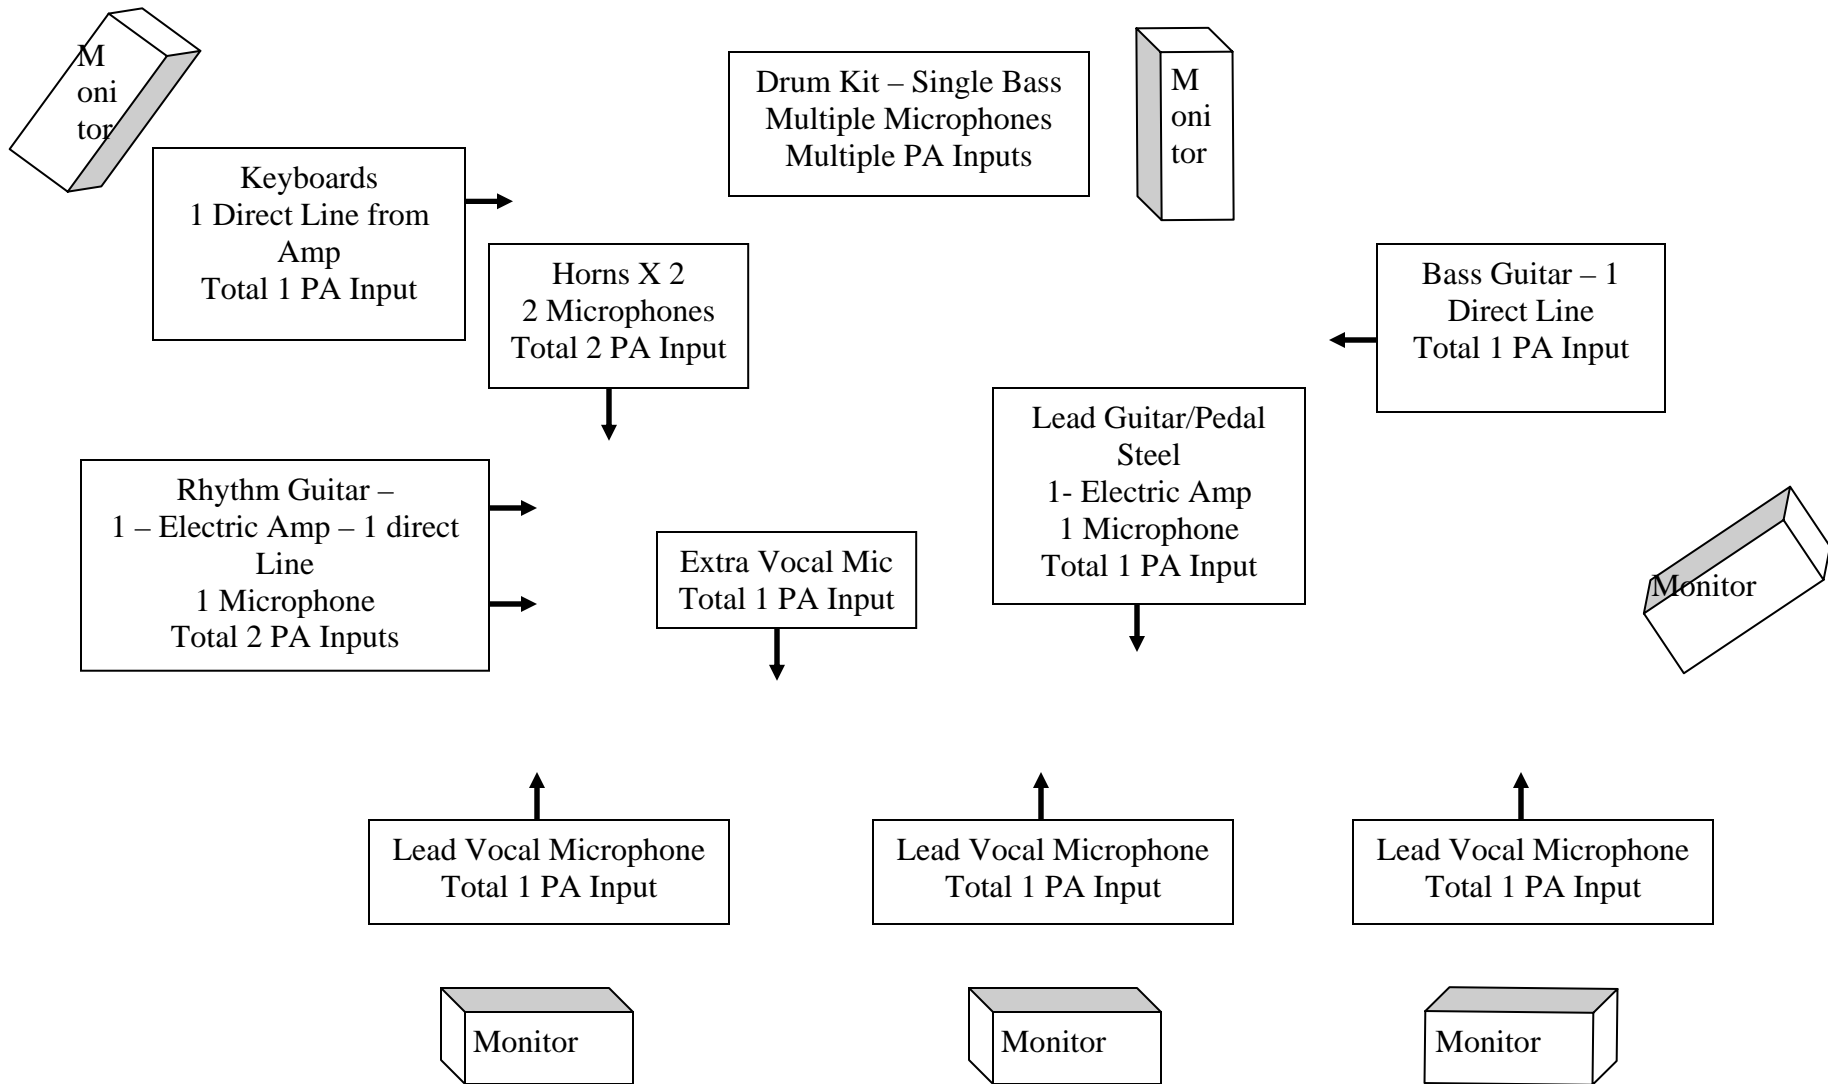 M
oni
tor
Drum Kit – Single Bass
Multiple Microphones
Multiple PA Inputs
M
oni
tor
Keyboards
1 Direct Line from
Amp
Total 1 PA Input
Horns X 2
2 Microphones
Total 2 PA Input
Bass Guitar – 1
Direct Line
Total 1 PA Input
Lead Guitar/Pedal
Steel
1- Electric Amp
1 Microphone
Total 1 PA Input
Rhythm Guitar –
1 – Electric Amp – 1 direct
Line
1 Microphone
Total 2 PA Inputs
Extra Vocal Mic
Total 1 PA Input
Monitor
Lead Vocal Microphone
Total 1 PA Input
Lead Vocal Microphone
Total 1 PA Input
Lead Vocal Microphone
Total 1 PA Input
Monitor
Monitor
Monitor